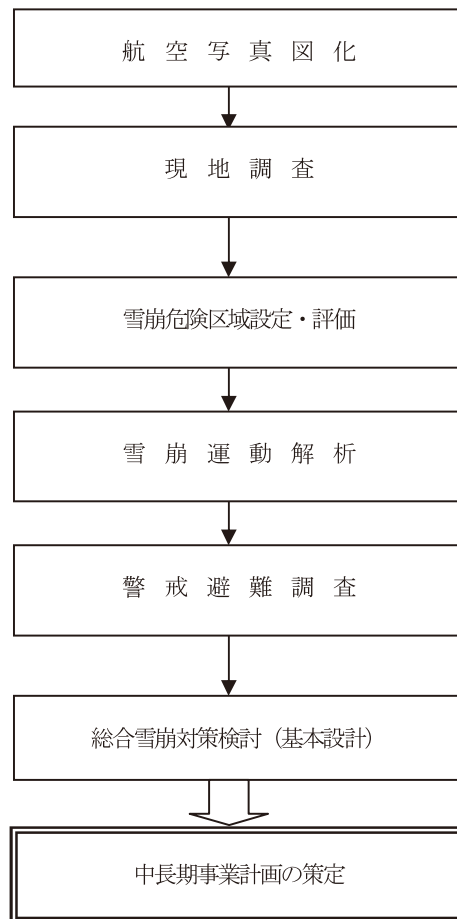 航空写真図化
現地調査
雪崩危険区域設定・評価
雪崩運動解析
警戒避難調査
総合雪崩対策検討（基本設計）
中長期事業計画の策定